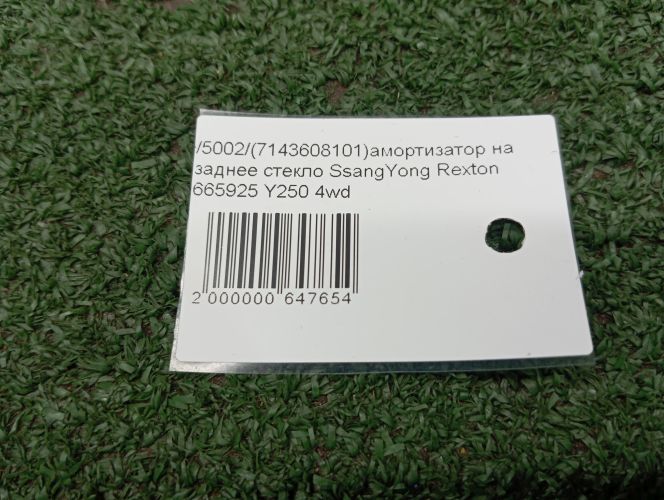 /5002/(7143608101)амортизатор на
заднее стекло SsangYong Rexton
665925 Y250 4wd
2 000000 647654